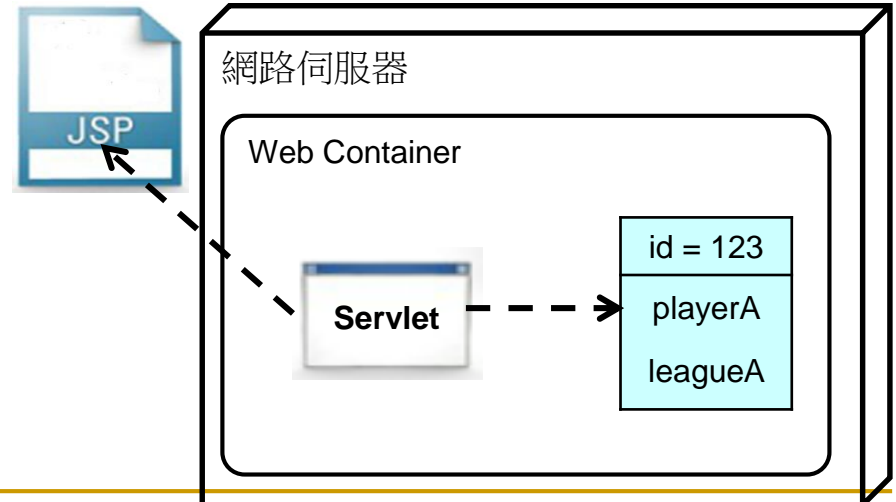 JSP
網路伺服器
Web Container
Servlet
id = 123
playerA
leagueA